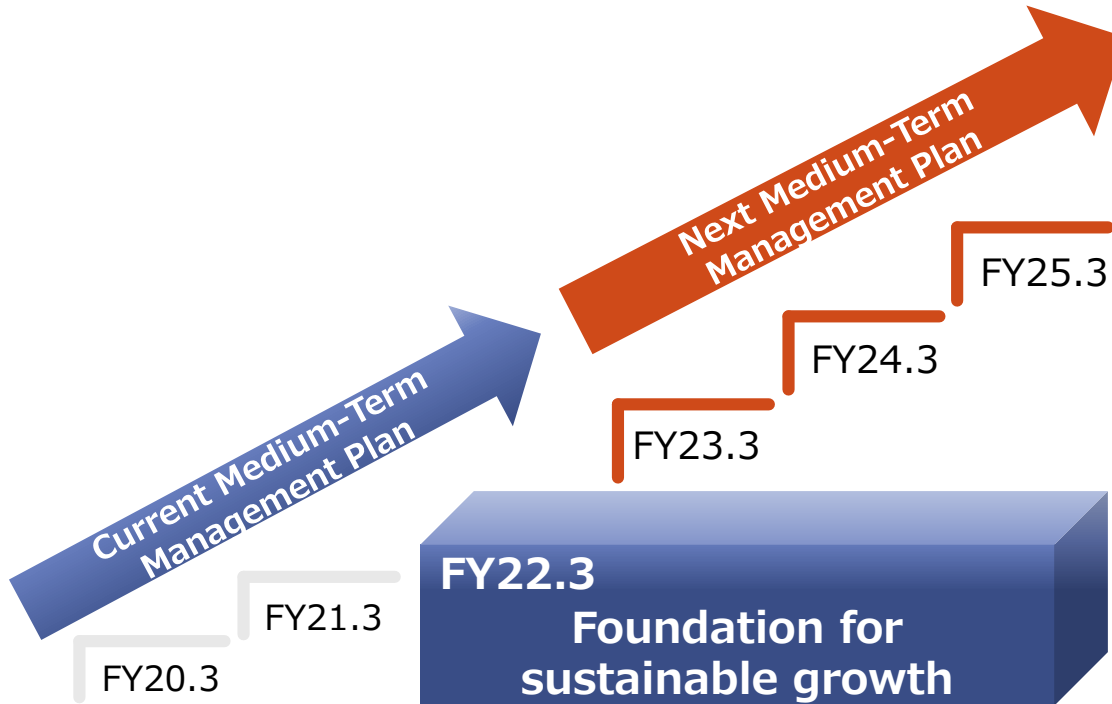 Next Medium-Term
Management Plan
FY25.3
FY24.3
FY23.3
Current Medium-Term
Management Plan
FY22.3
Foundation for
sustainable growth
FY21.3
FY20.3